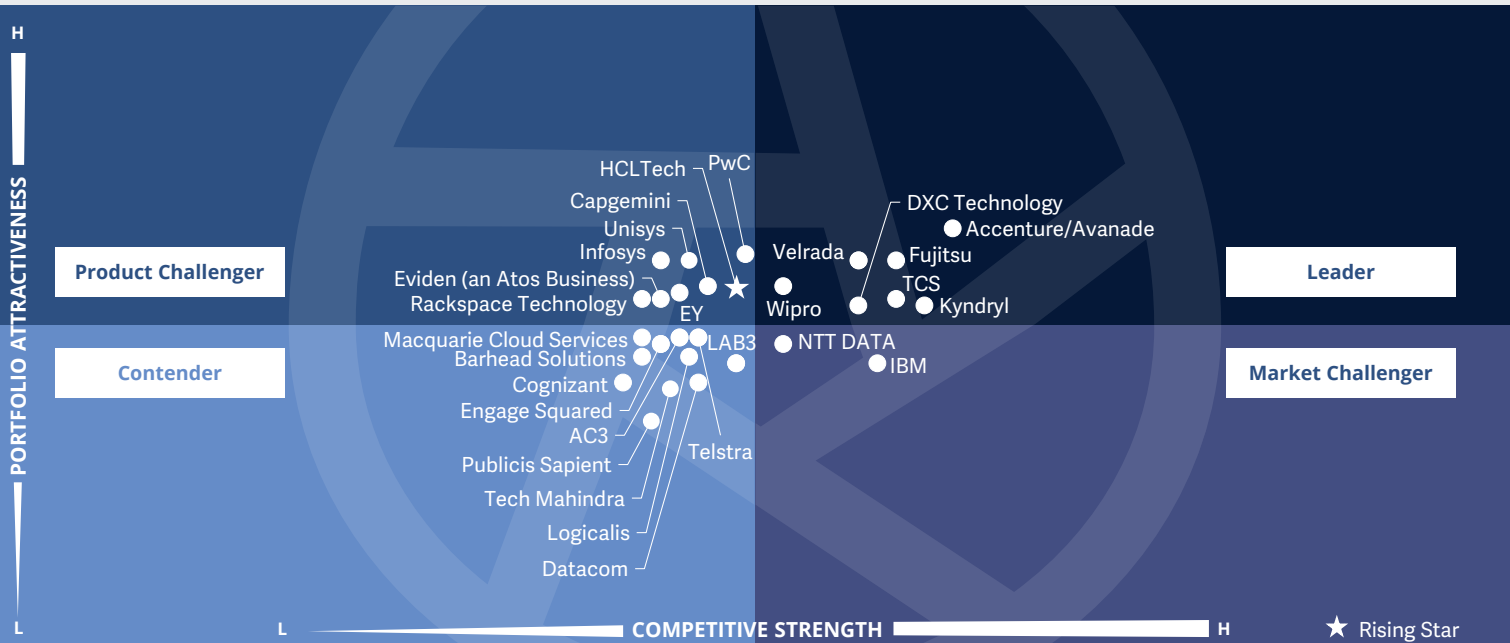 H
PORTFOLIO ATTRACTIVENESS
L
Product Challenger
Contender
HCLTech
PwC
Capgemini
Unisys
Infosys
Eviden (an Atos Business)
Rackspace Technology
EY
DXC Technology
Accenture/Avanade
Velrada
Fujitsu
TCS
Wipro
Kyndryl
Leader
Market Challenger
Macquarie Cloud Services
LAB3
NTT DATA
Barhead Solutions
IBM
Cognizant
Engage Squared
AC3
Telstra
Publicis Sapient
Tech Mahindra
Logicalis
Datacom
L
COMPETITIVE STRENGTH
H
Rising Star